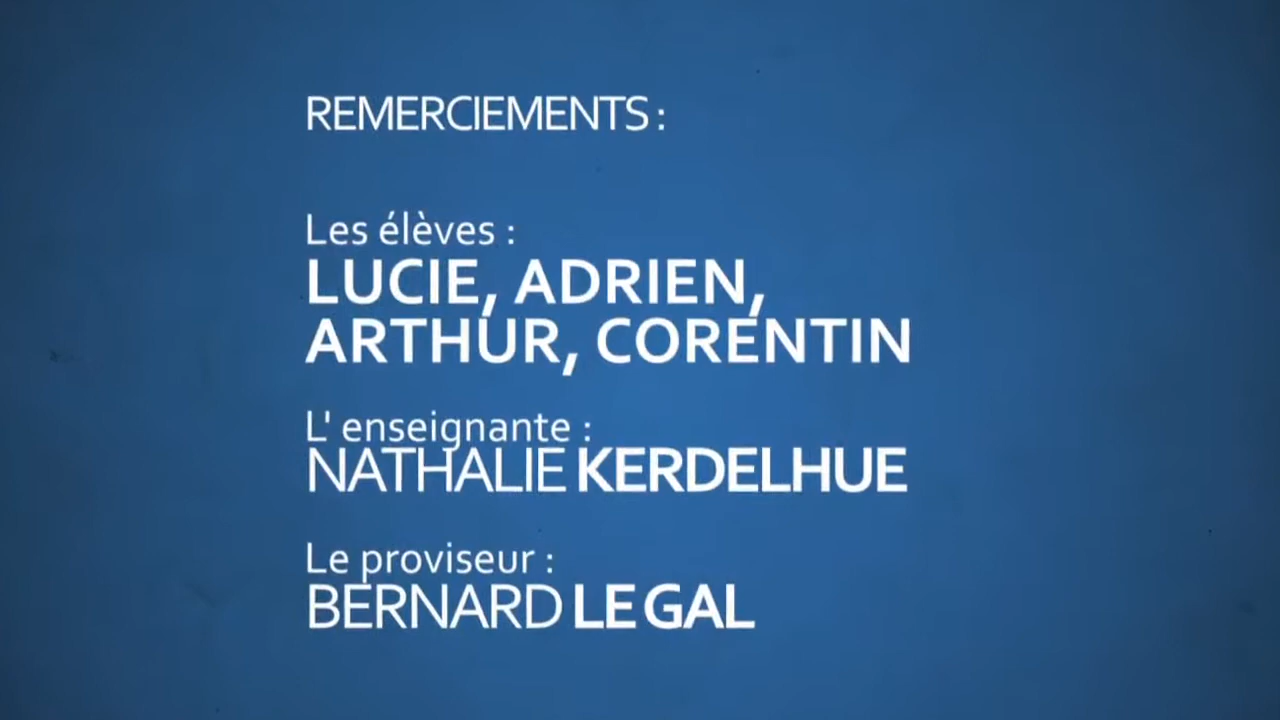 REMERCIEMENTS :
Les élèves :
LUCIE, ADRIEN,
ARTHUR, CORENTIN
L' enseignante :
NATHALIE KERDELHUE
Le proviseur :
BERNARD LE GAL